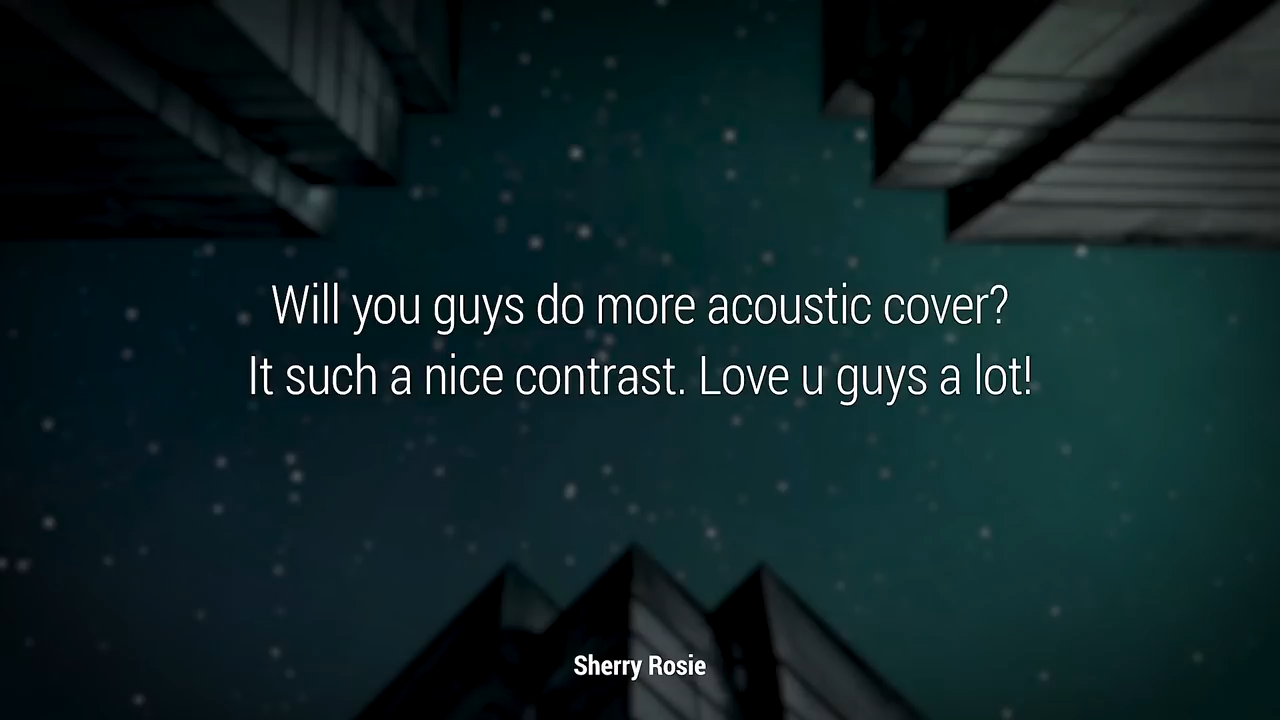 Will you guys do more acoustic cover?
It such a nice contrast. Love u guys a lot!
Sherry Rosie